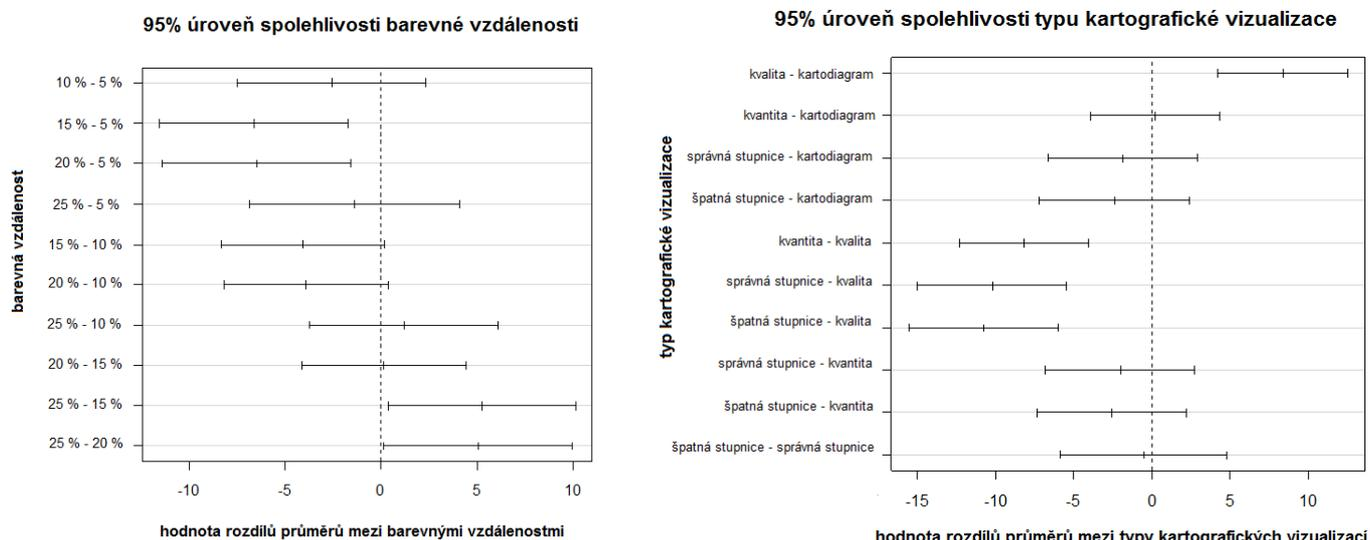 95% úroveň spolehlivosti barevné vzdálenosti
barevná vzdálenost
10 % - 5 %
15 % - 5 %
20 % - 5 %
25 % - 5 %
15 % - 10 %
20 % - 10 %
25 % - 10 %
20 % - 15 %
25 % - 15 %
25 % - 20 %
-10 -5 0 5 10
hodnota rozdílů průměrů mezi barevnými vzdálenostmi
95% úroveň spolehlivosti typu kartografické vizualizace
typ kartografické vizualizace
kvalita - kartodiagram
kvantita - kartodiagram
správná stupnice - kartodiagram
špatná stupnice - kartodiagram
kvantita - kvalita
správná stupnice - kvalita
špatná stupnice - kvalita
správná stupnice - kvantita
špatná stupnice - kvantita
špatná stupnice - správná stupnice
-15 -10 -5 0 5 10
hodnota rozdílů průměrů mezi typy kartografických vizualizací